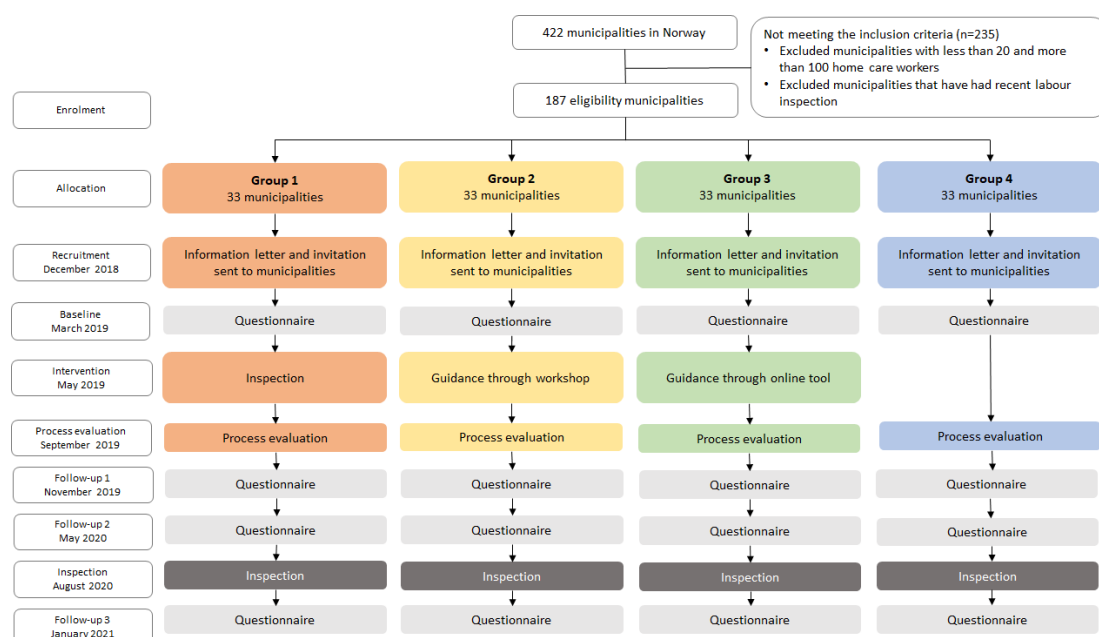 422 municipalities in Norway
Not meeting the inclusion criteria (n=235)
• Excluded municipalities with less than 20 and more
than 100 home care workers
• Excluded municipalities that have had recent labour
inspection
187 eligibility municipalities
Enrolment
Allocation
Group 1
33 municipalities
Group 2
33 municipalities
Group 3
33 municipalities
Group 4
33 municipalities
Recruitment
December 2018
Information letter and invitation
sent to municipalities
Information letter and invitation
sent to municipalities
Information letter and invitation
sent to municipalities
Information letter and invitation
sent to municipalities
Baseline
March 2019
Questionnaire
Questionnaire
Questionnaire
Questionnaire
Intervention
May 2019
Inspection
Guidance through workshop
Guidance through online tool
Process evaluation
September 2019
Process evaluation
Process evaluation
Process evaluation
Process evaluation
Follow-up 1
November 2019
Questionnaire
Questionnaire
Questionnaire
Questionnaire
Follow-up 2
May 2020
Questionnaire
Questionnaire
Questionnaire
Questionnaire
Inspection
August 2020
Inspection
Inspection
Inspection
Inspection
Follow-up 3
January 2021
Questionnaire
Questionnaire
Questionnaire
Questionnaire